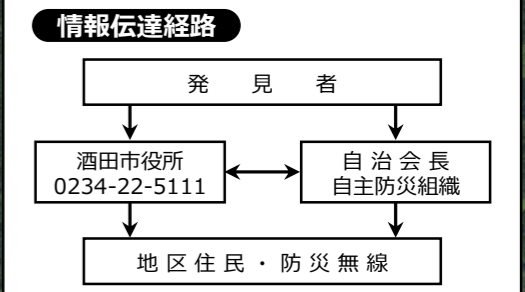 情報伝達経路
発見者
酒田市役所
0234-22-5111
自治会長
自主防災組織
地区住民・防災無線